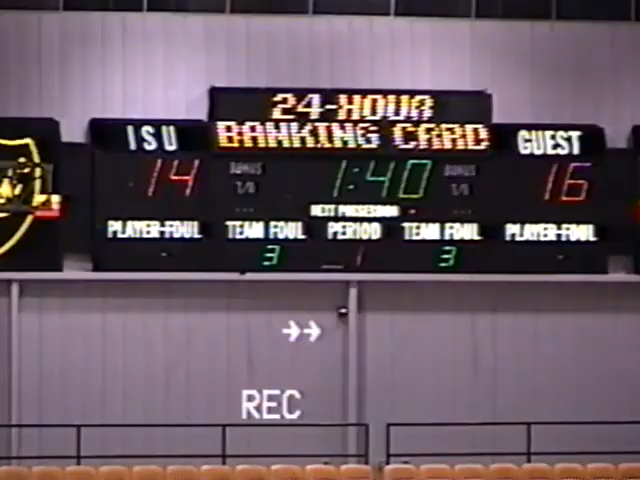 24-HOUR
BANKING CARD
ISU GUEST
14 BONUS 1:40 BONUS 16
NEXT POSSESSION
PLAYER-FOUL TEAM FOUL PERIOD TEAM FOUL PLAYER-FOUL
3 1 3
→→
REC